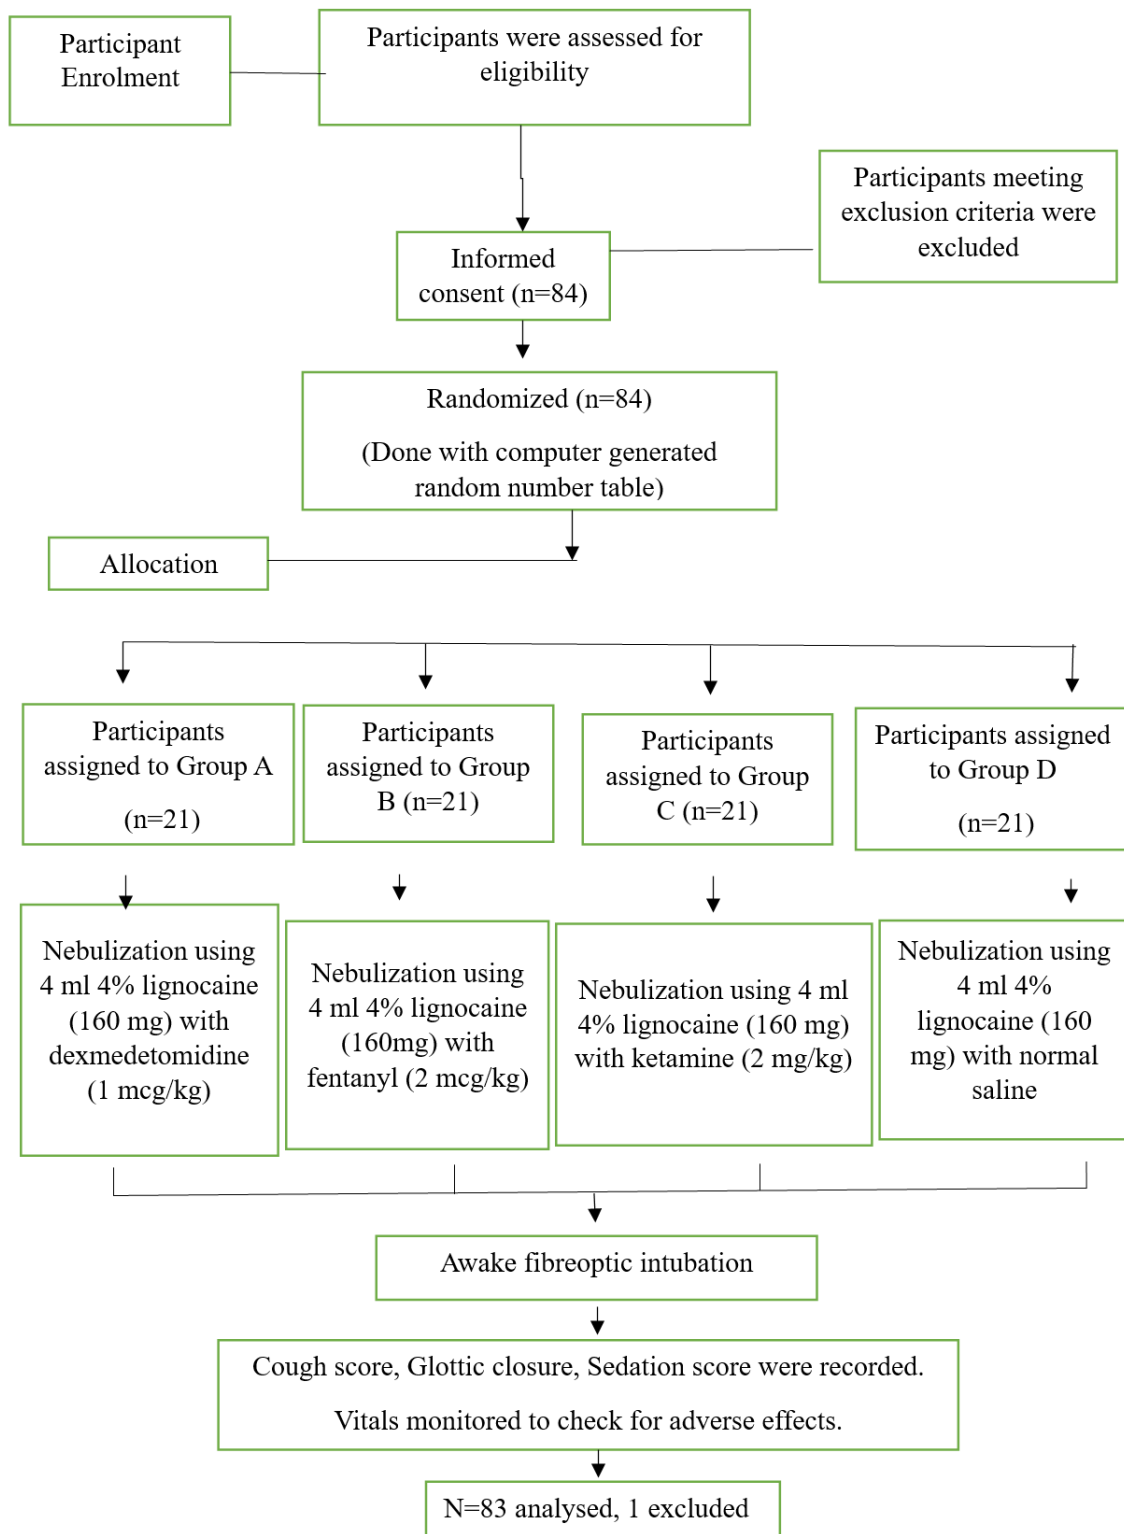 Participant
Enrolment
Participants were assessed for
eligibility
Participants meeting
exclusion criteria were
excluded
Informed
consent (n=84)
Randomized (n=84)
(Done with computer generated
random number table)
Allocation
Participants
assigned to Group A
(n=21)
Participants
assigned to Group
B (n=21)
Participants
assigned to Group
C (n=21)
Participants assigned
to Group D
(n=21)
Nebulization using
4 ml 4% lignocaine
(160 mg) with
dexmedetomidine
(1 mcg/kg)
Nebulization using
4 ml 4% lignocaine
(160mg) with
fentanyl (2 mcg/kg)
Nebulization using 4 ml
4% lignocaine (160 mg)
with ketamine (2 mg/kg)
Nebulization using
4 ml 4%
lignocaine (160
mg) with normal
saline
Awake fibreoptic intubation
Cough score, Glottic closure, Sedation score were recorded.
Vitals monitored to check for adverse effects.
N=83 analysed, 1 excluded